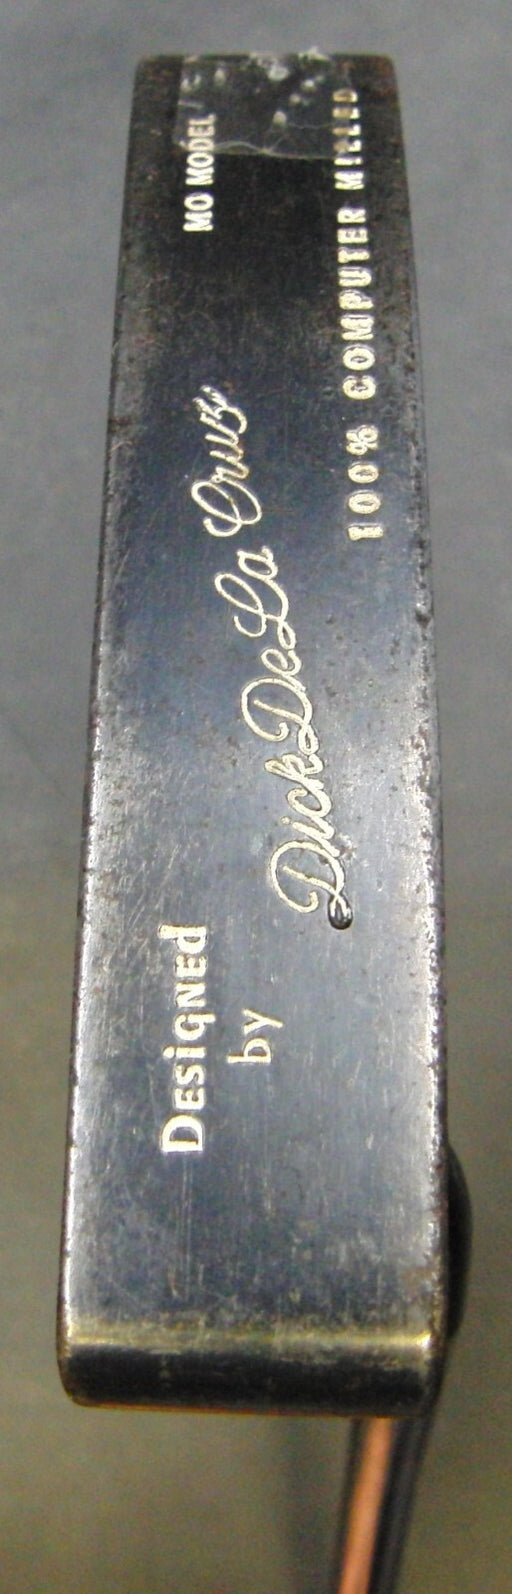 Designed
by
Dick De La Cruz
MO MODEL
100% COMPUTER MILLED